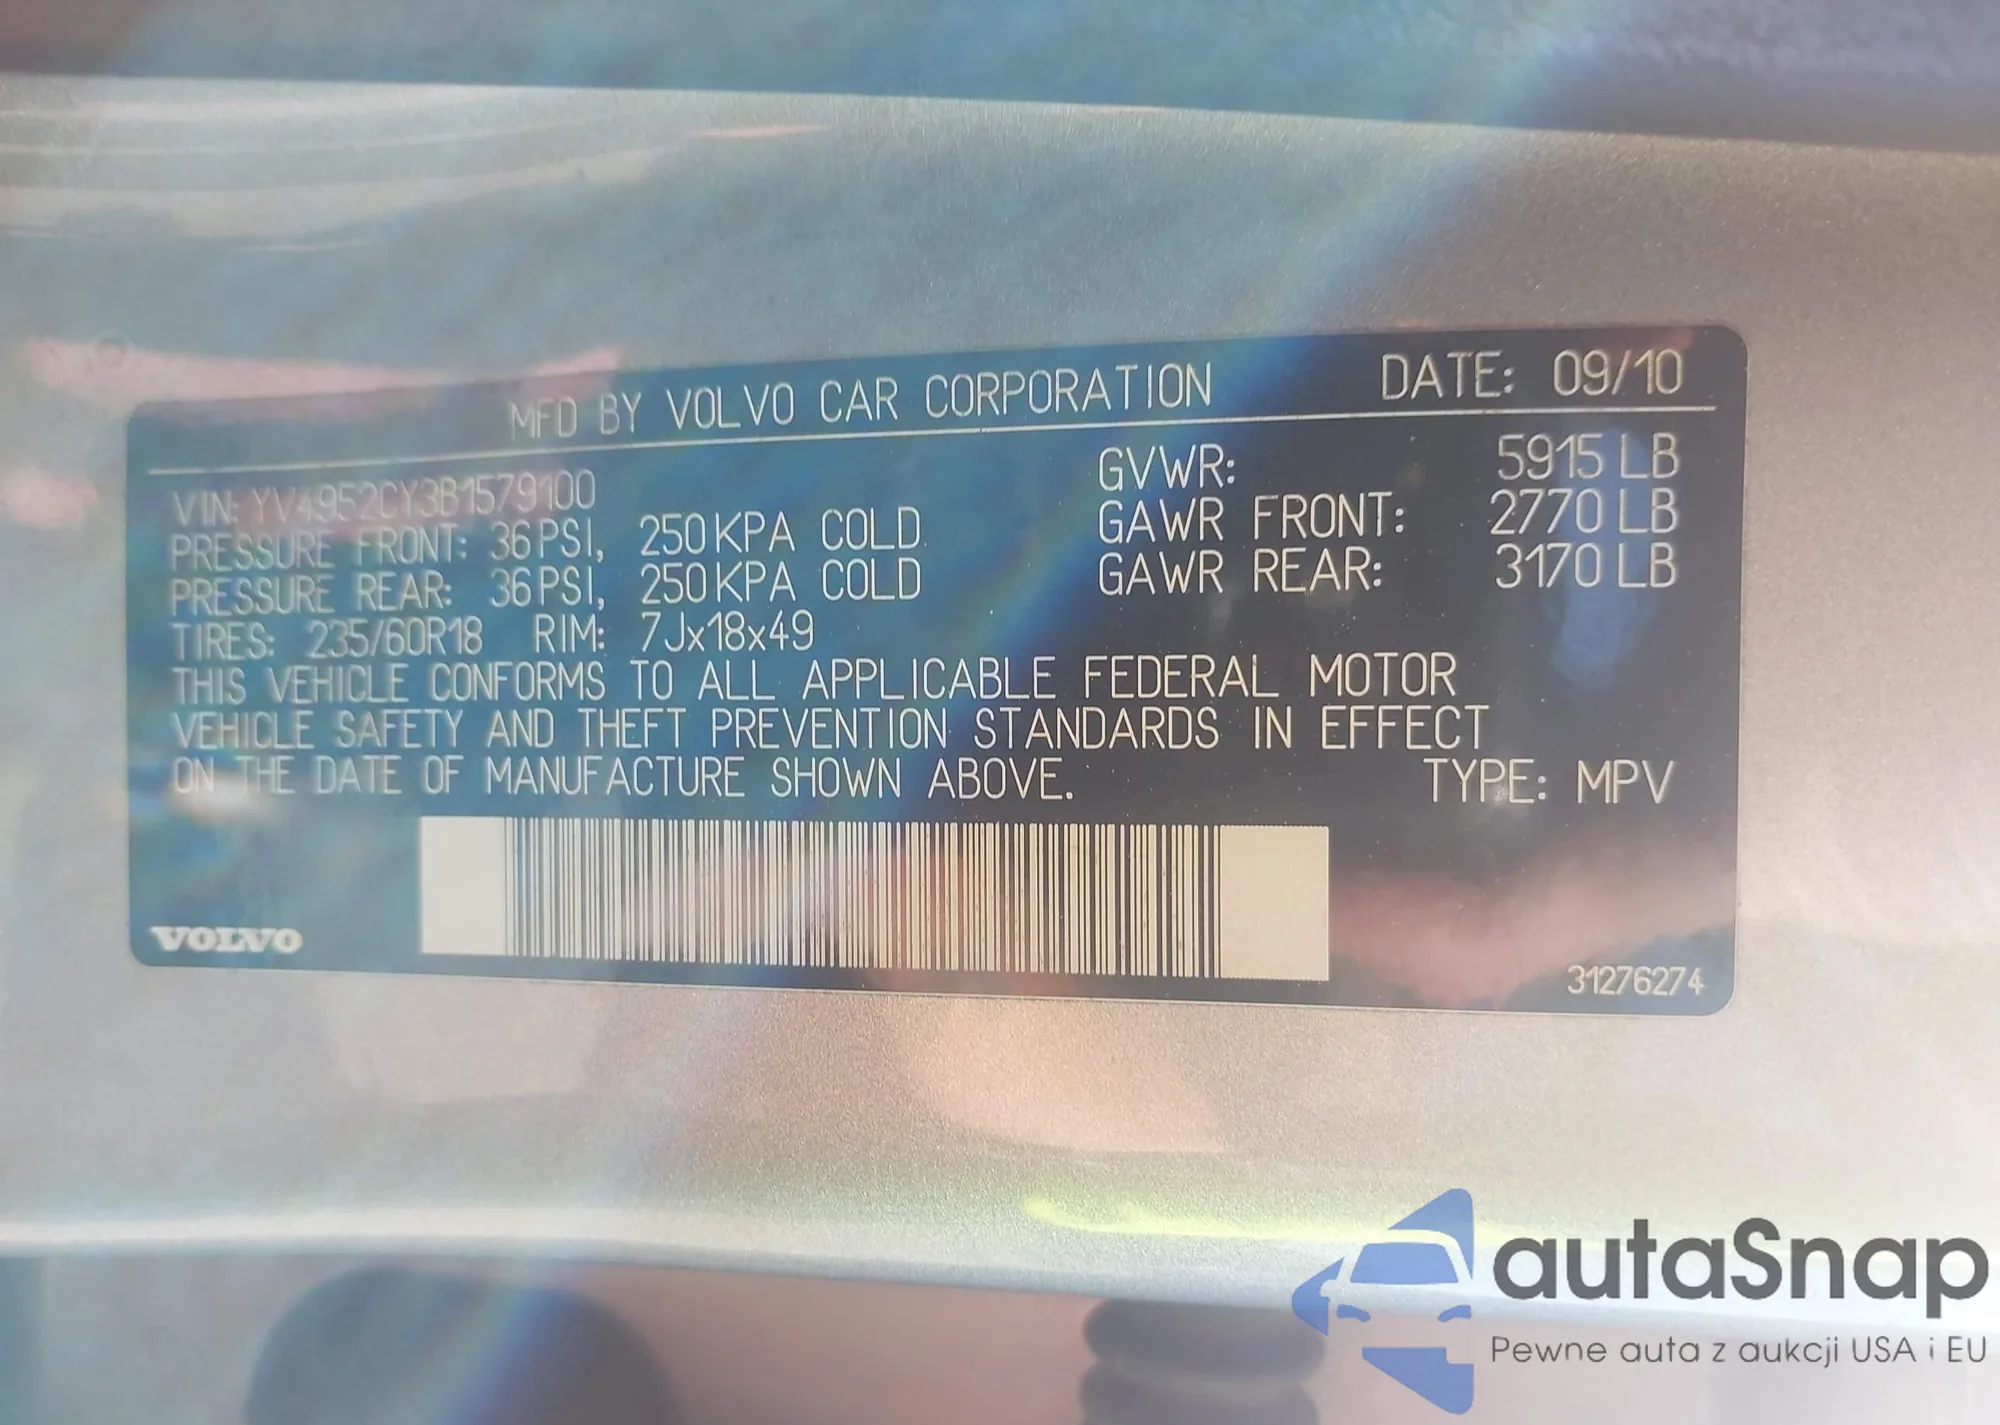 MFD BY VOLVO CAR CORPORATION DATE: 09/10
VIN: YV4952CY3B1579100
PRESSURE FRONT: 36 PSI, 250 KPA COLD
PRESSURE REAR: 36 PSI, 250 KPA COLD
TIRES: 235/60R18 RIM: 7Jx18x49
GVWR: 5915 LB
GAWR FRONT: 2770 LB
GAWR REAR: 3170 LB
THIS VEHICLE CONFORMS TO ALL APPLICABLE FEDERAL MOTOR
VEHICLE SAFETY AND THEFT PREVENTION STANDARDS IN EFFECT
ON THE DATE OF MANUFACTURE SHOWN ABOVE. TYPE: MPV
VOLVO
31276274
autaSnap
Pewne auta z aukcji USA i EU